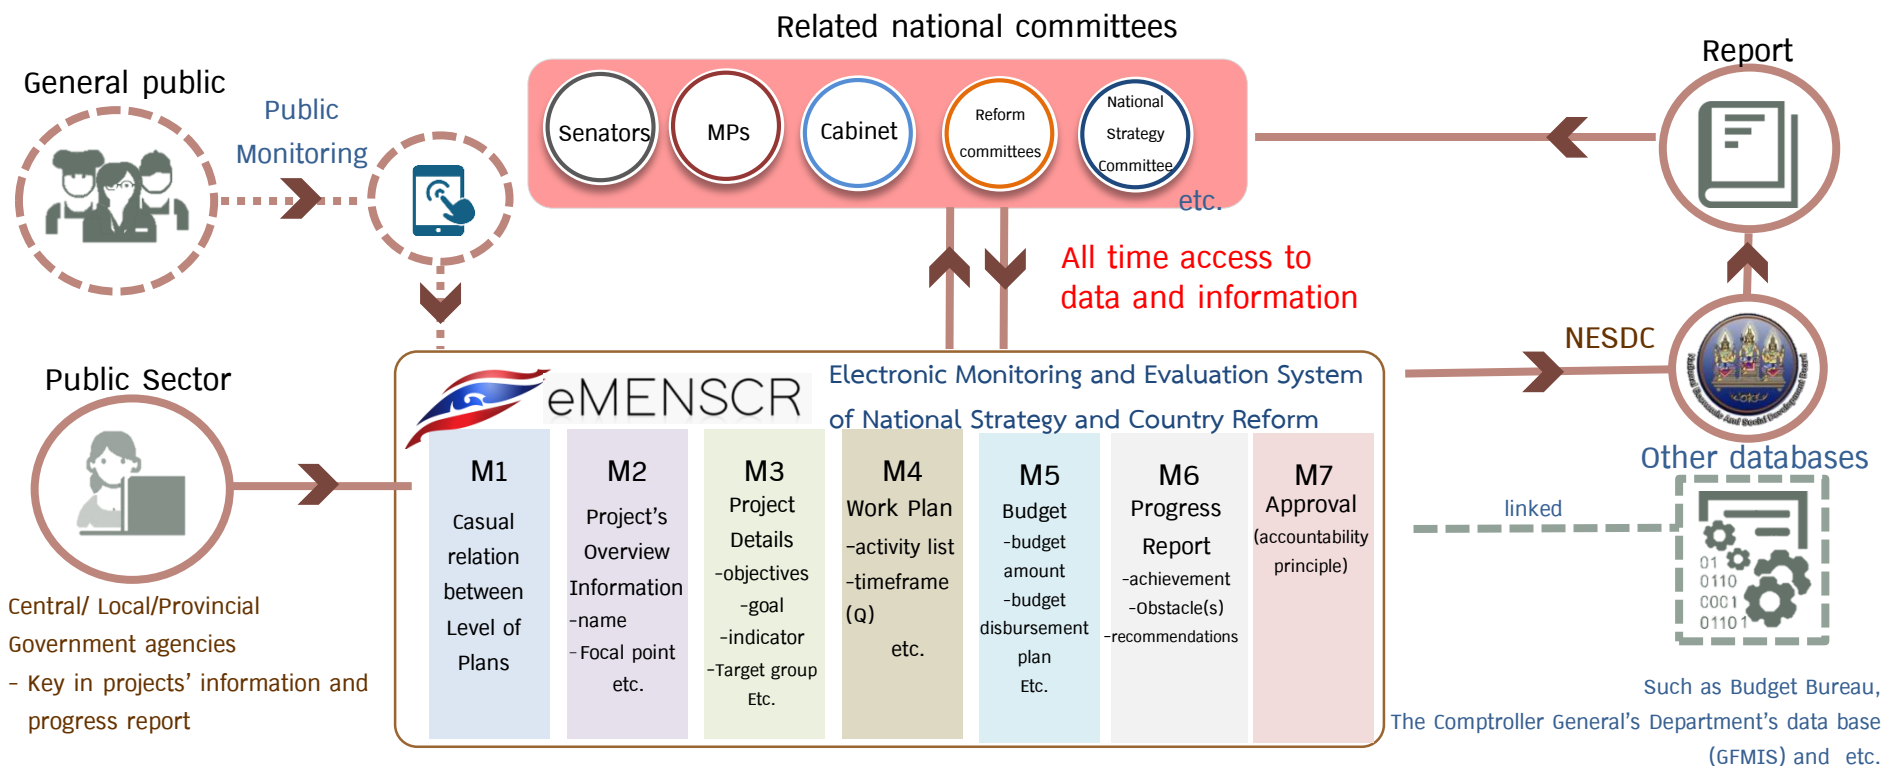 Related national committees
General public
Public
Monitoring
Senators
MPs
Cabinet
Reform
committees
National
Strategy
Committee
etc.
Report
All time access to
data and information
NESDC
National Economic And Social Development Board
Public Sector
Central/ Local/Provincial
Government agencies
- Key in projects' information and
progress report
eMENSCR
Electronic Monitoring and Evaluation System
of National Strategy and Country Reform
M1
Casual
relation
between
Level of
Plans
M2
Project's
Overview
Information
-name
-Focal point
etc.
M3
Project
Details
-objectives
-goal
-indicator
-Target group
Etc.
M4
Work Plan
-activity list
-timeframe
(Q)
etc.
M5
Budget
-budget
amount
-budget
disbursement
plan
Etc.
M6
Progress
Report
-achievement
-Obstacle(s)
-recommendations
M7
Approval
(accountability
principle)
linked
Other databases
01
0110
0001
01101
Such as Budget Bureau,
The Comptroller General's Department's data base
(GFMIS) and etc.